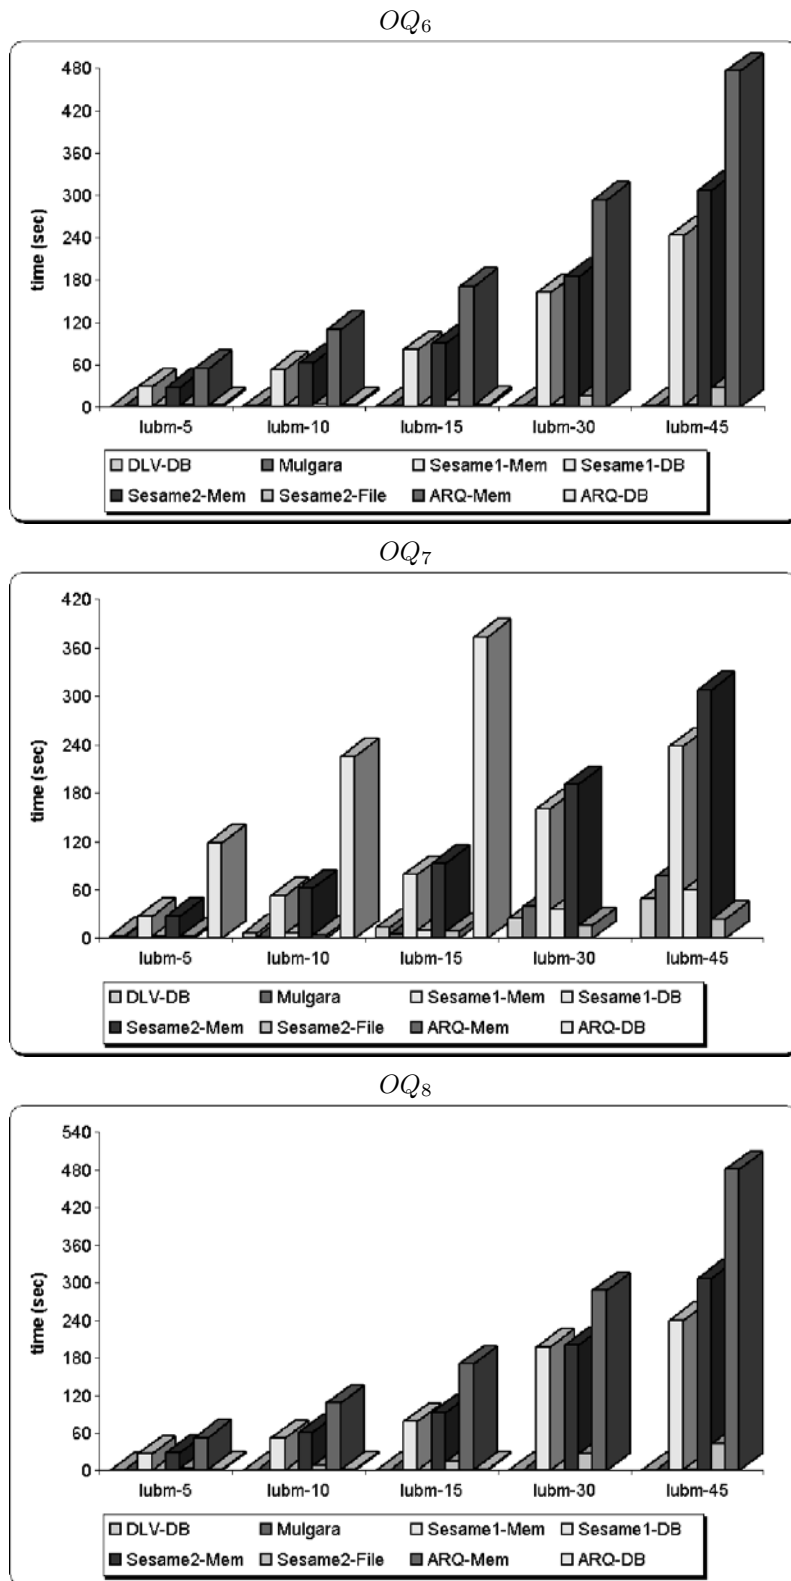 OQ6
480
420
360
300
240
180
120
60
0
time (sec)
lubm-5 lubm-10 lubm-15 lubm-30 lubm-45
DLV-DB Mulgara Sesame1-Mem Sesame1-DB
Sesame2-Mem Sesame2-File ARQ-Mem ARQ-DB
OQ7
420
360
300
240
180
120
60
0
time (sec)
lubm-5 lubm-10 lubm-15 lubm-30 lubm-45
DLV-DB Mulgara Sesame1-Mem Sesame1-DB
Sesame2-Mem Sesame2-File ARQ-Mem ARQ-DB
OQ8
540
480
420
360
300
240
180
120
60
0
time (sec)
lubm-5 lubm-10 lubm-15 lubm-30 lubm-45
DLV-DB Mulgara Sesame1-Mem Sesame1-DB
Sesame2-Mem Sesame2-File ARQ-Mem ARQ-DB